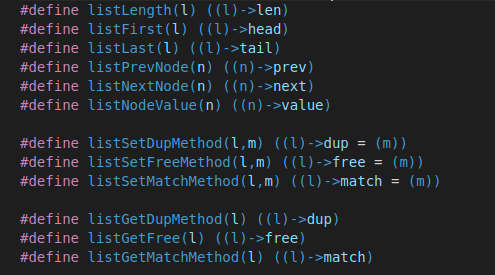 #define listLength(l) ((l)->len)
#define listFirst(l) ((l)->head)
#define listLast(l) ((l)->tail)
#define listPrevNode(n) ((n)->prev)
#define listNextNode(n) ((n)->next)
#define listNodeValue(n) ((n)->value)
#define listSetDupMethod(l,m) ((l)->dup = (m))
#define listSetFreeMethod(l,m) ((l)->free = (m))
#define listSetMatchMethod(l,m) ((l)->match = (m))
#define listGetDupMethod(l) ((l)->dup)
#define listGetFree(l) ((l)->free)
#define listGetMatchMethod(l) ((l)->match)